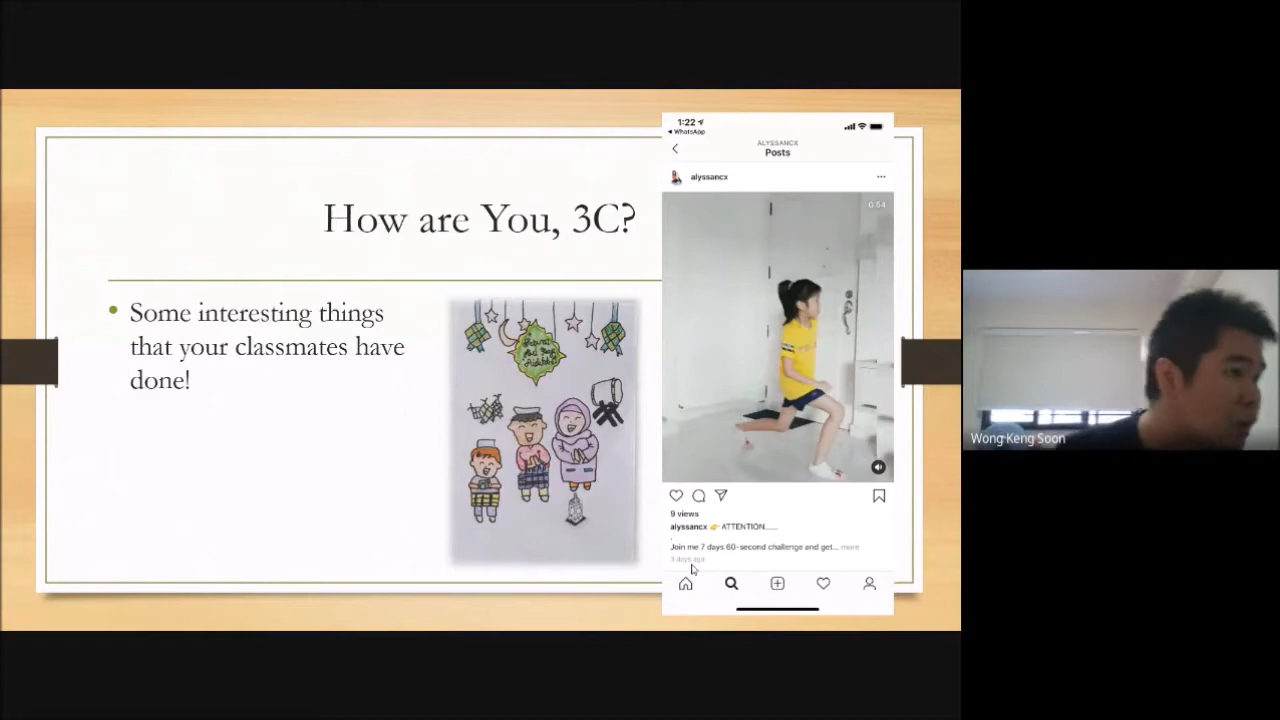 How are You, 3C?
Some interesting things
that your classmates have
done!
1:22
WhatsApp
ALYSSANCX
Posts
alyssancx
0:54
9 views
alyssancx 👉 ATTENTION......
.
Join me 7 days 60-second challenge and get... more
days ago
Wong Keng Soon